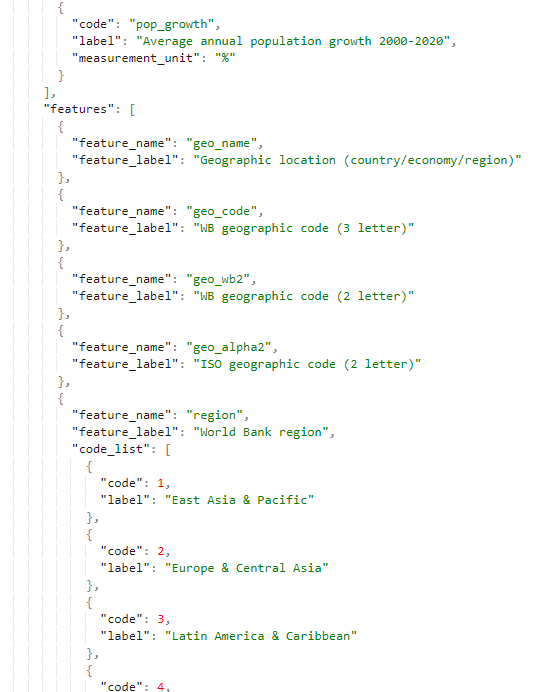 {
"code": "pop_growth",
"label": "Average annual population growth 2000-2020",
"measurement_unit": "%"
}
],
"features": [
{
"feature_name": "geo_name",
"feature_label": "Geographic location (country/economy/region)"
},
{
"feature_name": "geo_code",
"feature_label": "WB geographic code (3 letter)"
},
{
"feature_name": "geo_wb2",
"feature_label": "WB geographic code (2 letter)"
},
{
"feature_name": "geo_alpha2",
"feature_label": "ISO geographic code (2 letter)"
},
{
"feature_name": "region",
"feature_label": "World Bank region",
"code_list": [
{
"code": 1,
"label": "East Asia & Pacific"
},
{
"code": 2,
"label": "Europe & Central Asia"
},
{
"code": 3,
"label": "Latin America & Caribbean"
},
{
"code": 4,